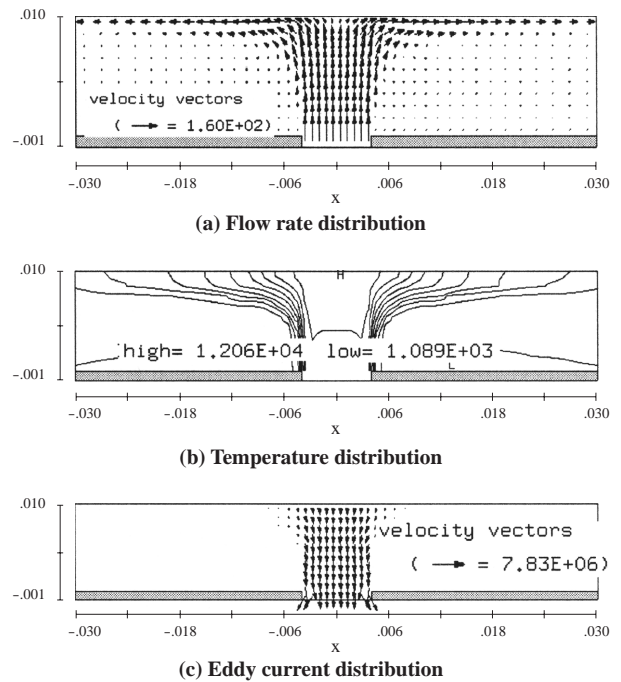 .010
velocity vectors
( = 1.60E+02)
-.001
-.030 -.018 -.006 .006 .018 .030
x
(a) Flow rate distribution
.010
H
high= 1.206E+04 low= 1.089E+03
L
-.001
-.030 -.018 -.006 .006 .018 .030
x
(b) Temperature distribution
.010
velocity vectors
( = 7.83E+06)
-.001
-.030 -.018 -.006 .006 .018 .030
x
(c) Eddy current distribution